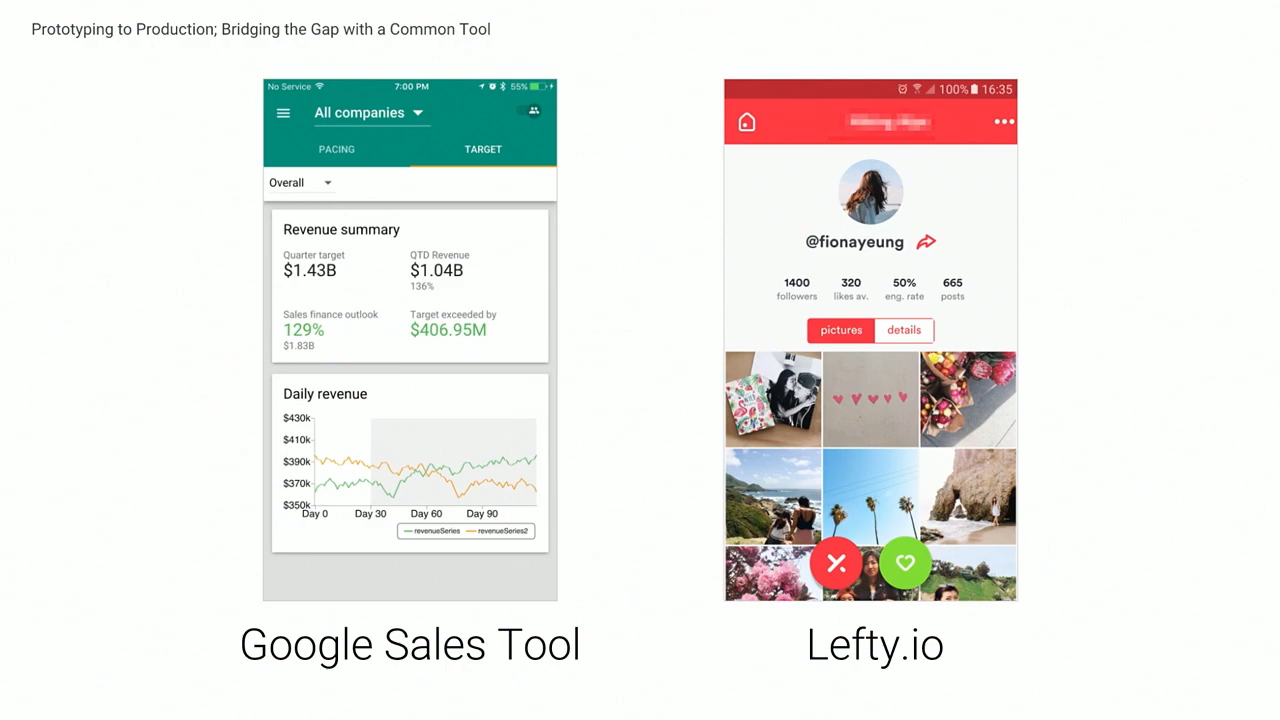 Prototyping to Production; Bridging the Gap with a Common Tool
No Service 7:00 PM 55%
All companies
PACING TARGET
Overall
Revenue summary
Quarter target QTD Revenue
$1.43B $1.04B
136%
Sales finance outlook Target exceeded by
129% $406.95M
$1.83B
Daily revenue
$430k
$410k
$390k
$370k
$350k
Day 0 Day 30 Day 60 Day 90
revenueSeries revenueSeries2
Google Sales Tool
100% 16:35
@fionayeung
1400 320 50% 665
followers likes av. eng. rate posts
pictures details
Lefty.io